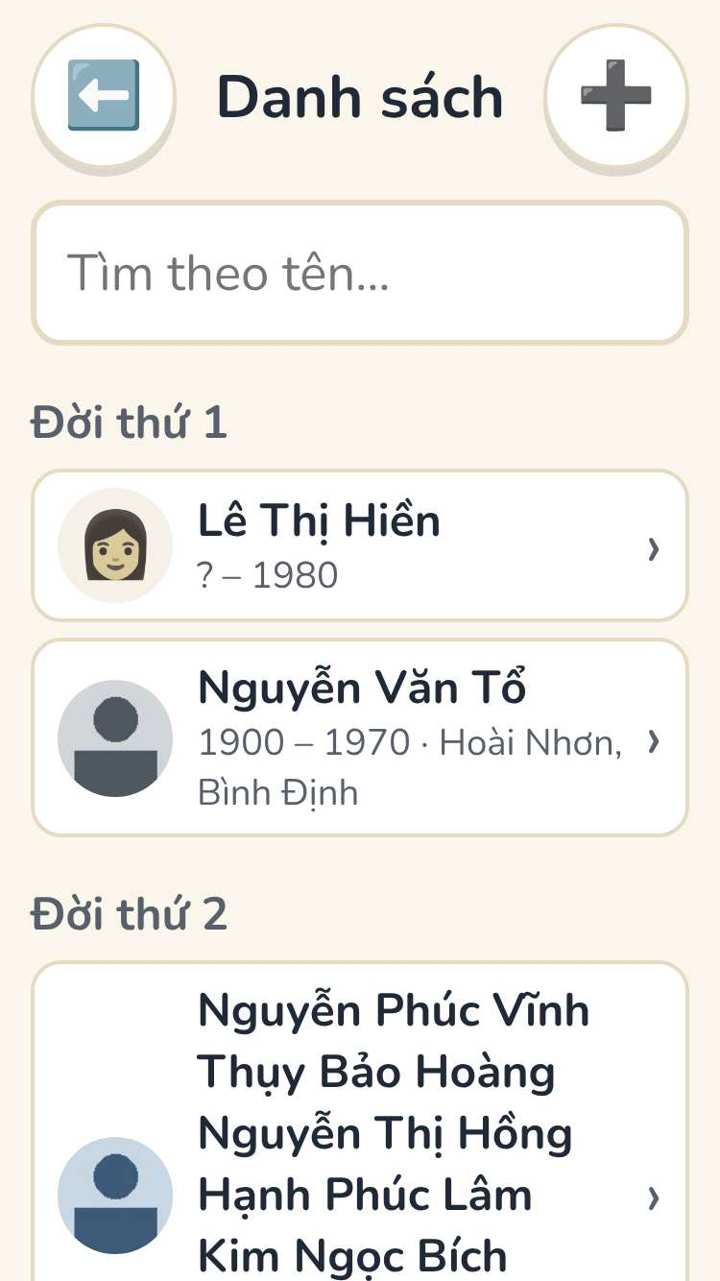 Danh sách
Tìm theo tên...
Đời thứ 1
Lê Thị Hiền
? – 1980
›
Nguyễn Văn Tổ
1900 – 1970 · Hoài Nhơn, ›
Bình Định
Đời thứ 2
Nguyễn Phúc Vĩnh
Thụy Bảo Hoàng
Nguyễn Thị Hồng
Hạnh Phúc Lâm ›
Kim Ngọc Bích